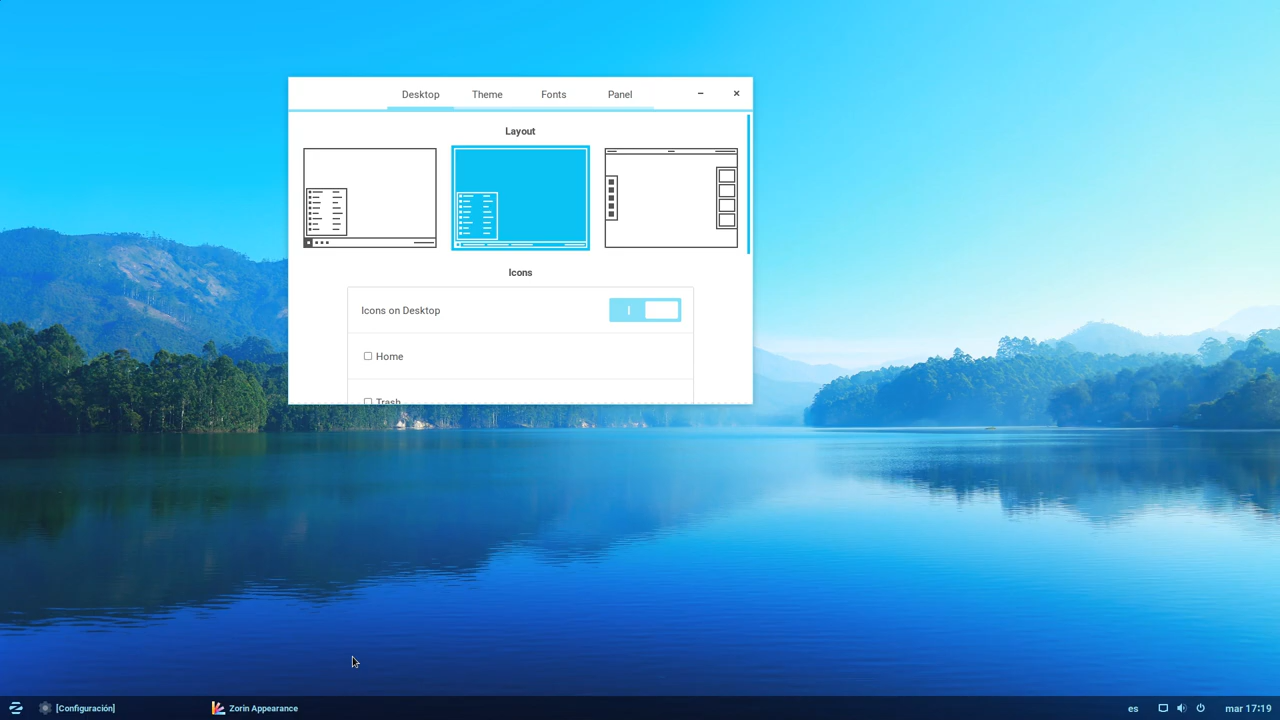 Desktop Theme Fonts Panel
Layout
Icons
Icons on Desktop
Home
Trash
[Configuración] Zorin Appearance es mar 17:19